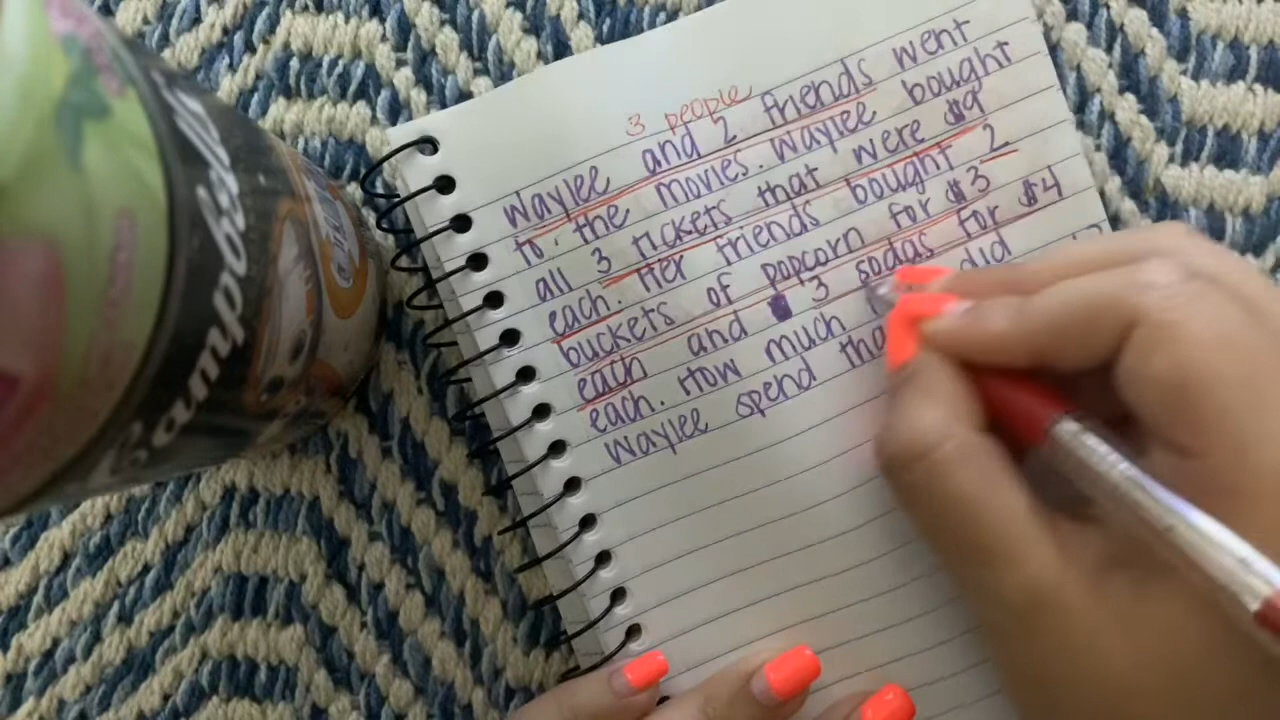 3 people
Waylee and 2 friends went
to the movies. Waylee bought
all 3 tickets that were $9
each. Her friends bought 2
buckets of popcorn for $3
each and 3 sodas for $4
each. How much did
Waylee spend